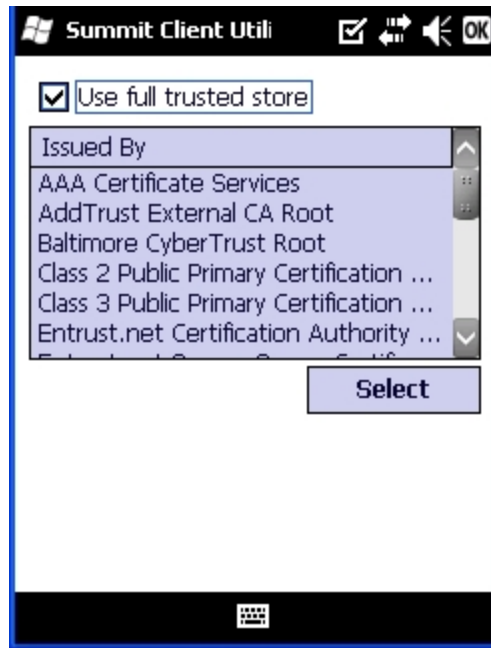 Summit Client Utili
OK
Use full trusted store
Issued By
AAA Certificate Services
AddTrust External CA Root
Baltimore CyberTrust Root
Class 2 Public Primary Certification ...
Class 3 Public Primary Certification ...
Entrust.net Certification Authority ...
Select